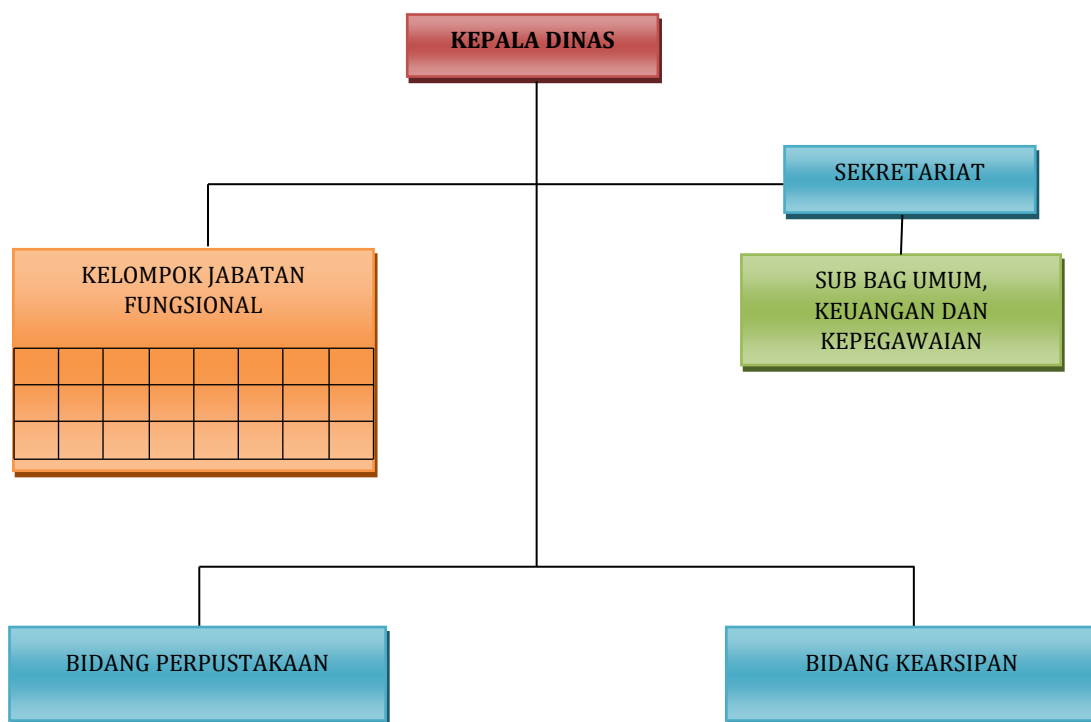 KEPALA DINAS
SEKRETARIAT
KELOMPOK JABATAN
FUNGSIONAL
SUB BAG UMUM,
KEUANGAN DAN
KEPEGAWAIAN
BIDANG PERPUSTAKAAN
BIDANG KEARSIPAN